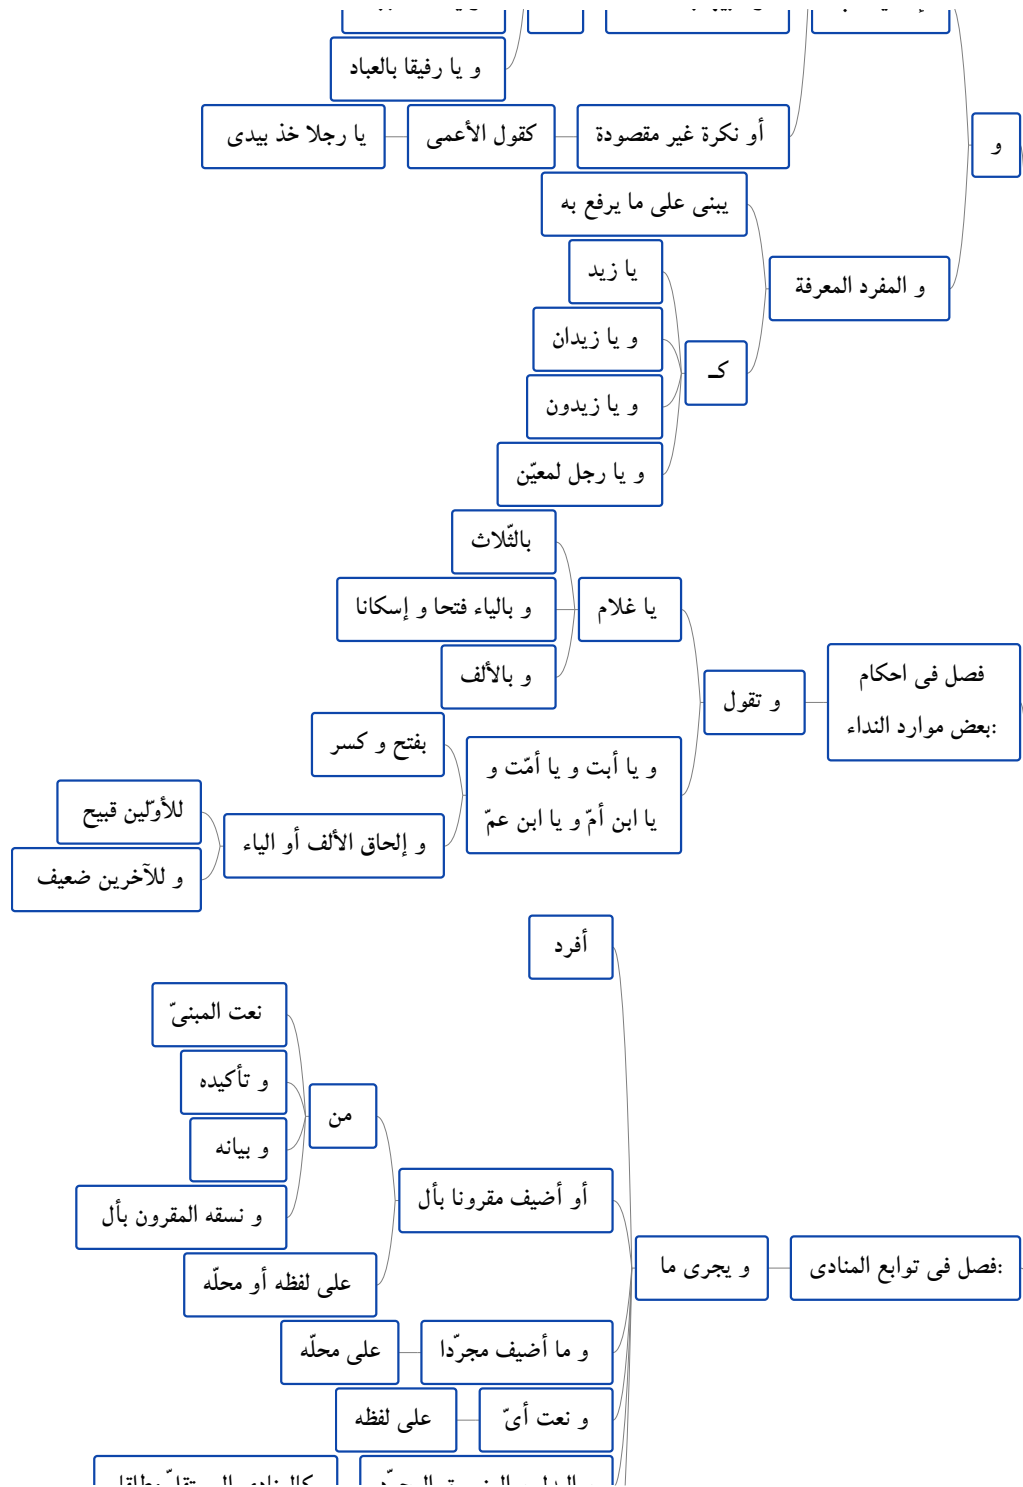 و يا رفيقا بالعباد
أو نكرة غير مقصودة
كقول الأعمى
يا رجلا خذ بيدى
و
و المفرد المعرفة
يبنى على ما يرفع به
كـ
يا زيد
و يا زيدان
و يا زيدون
و يا رجل لمعيّن
فصل فى احكام
بعض موارد النداء:
و تقول
يا غلام
بالثّلاث
و بالياء فتحا و إسكانا
و بالألف
و يا أبت و يا أمّت و
يا ابن أمّ و يا ابن عمّ
بفتح و كسر
و إلحاق الألف أو الياء
للأوّلين قبيح
و للآخرين ضعيف
فصل فى توابع المنادى:
و يجرى ما
أفرد
أو أضيف مقرونا بأل
من
نعت المبنىّ
و تأكيده
و بيانه
و نسقه المقرون بأل
على لفظه أو محلّه
و ما أضيف مجرّدا
على محلّه
و نعت أىّ
على لفظه